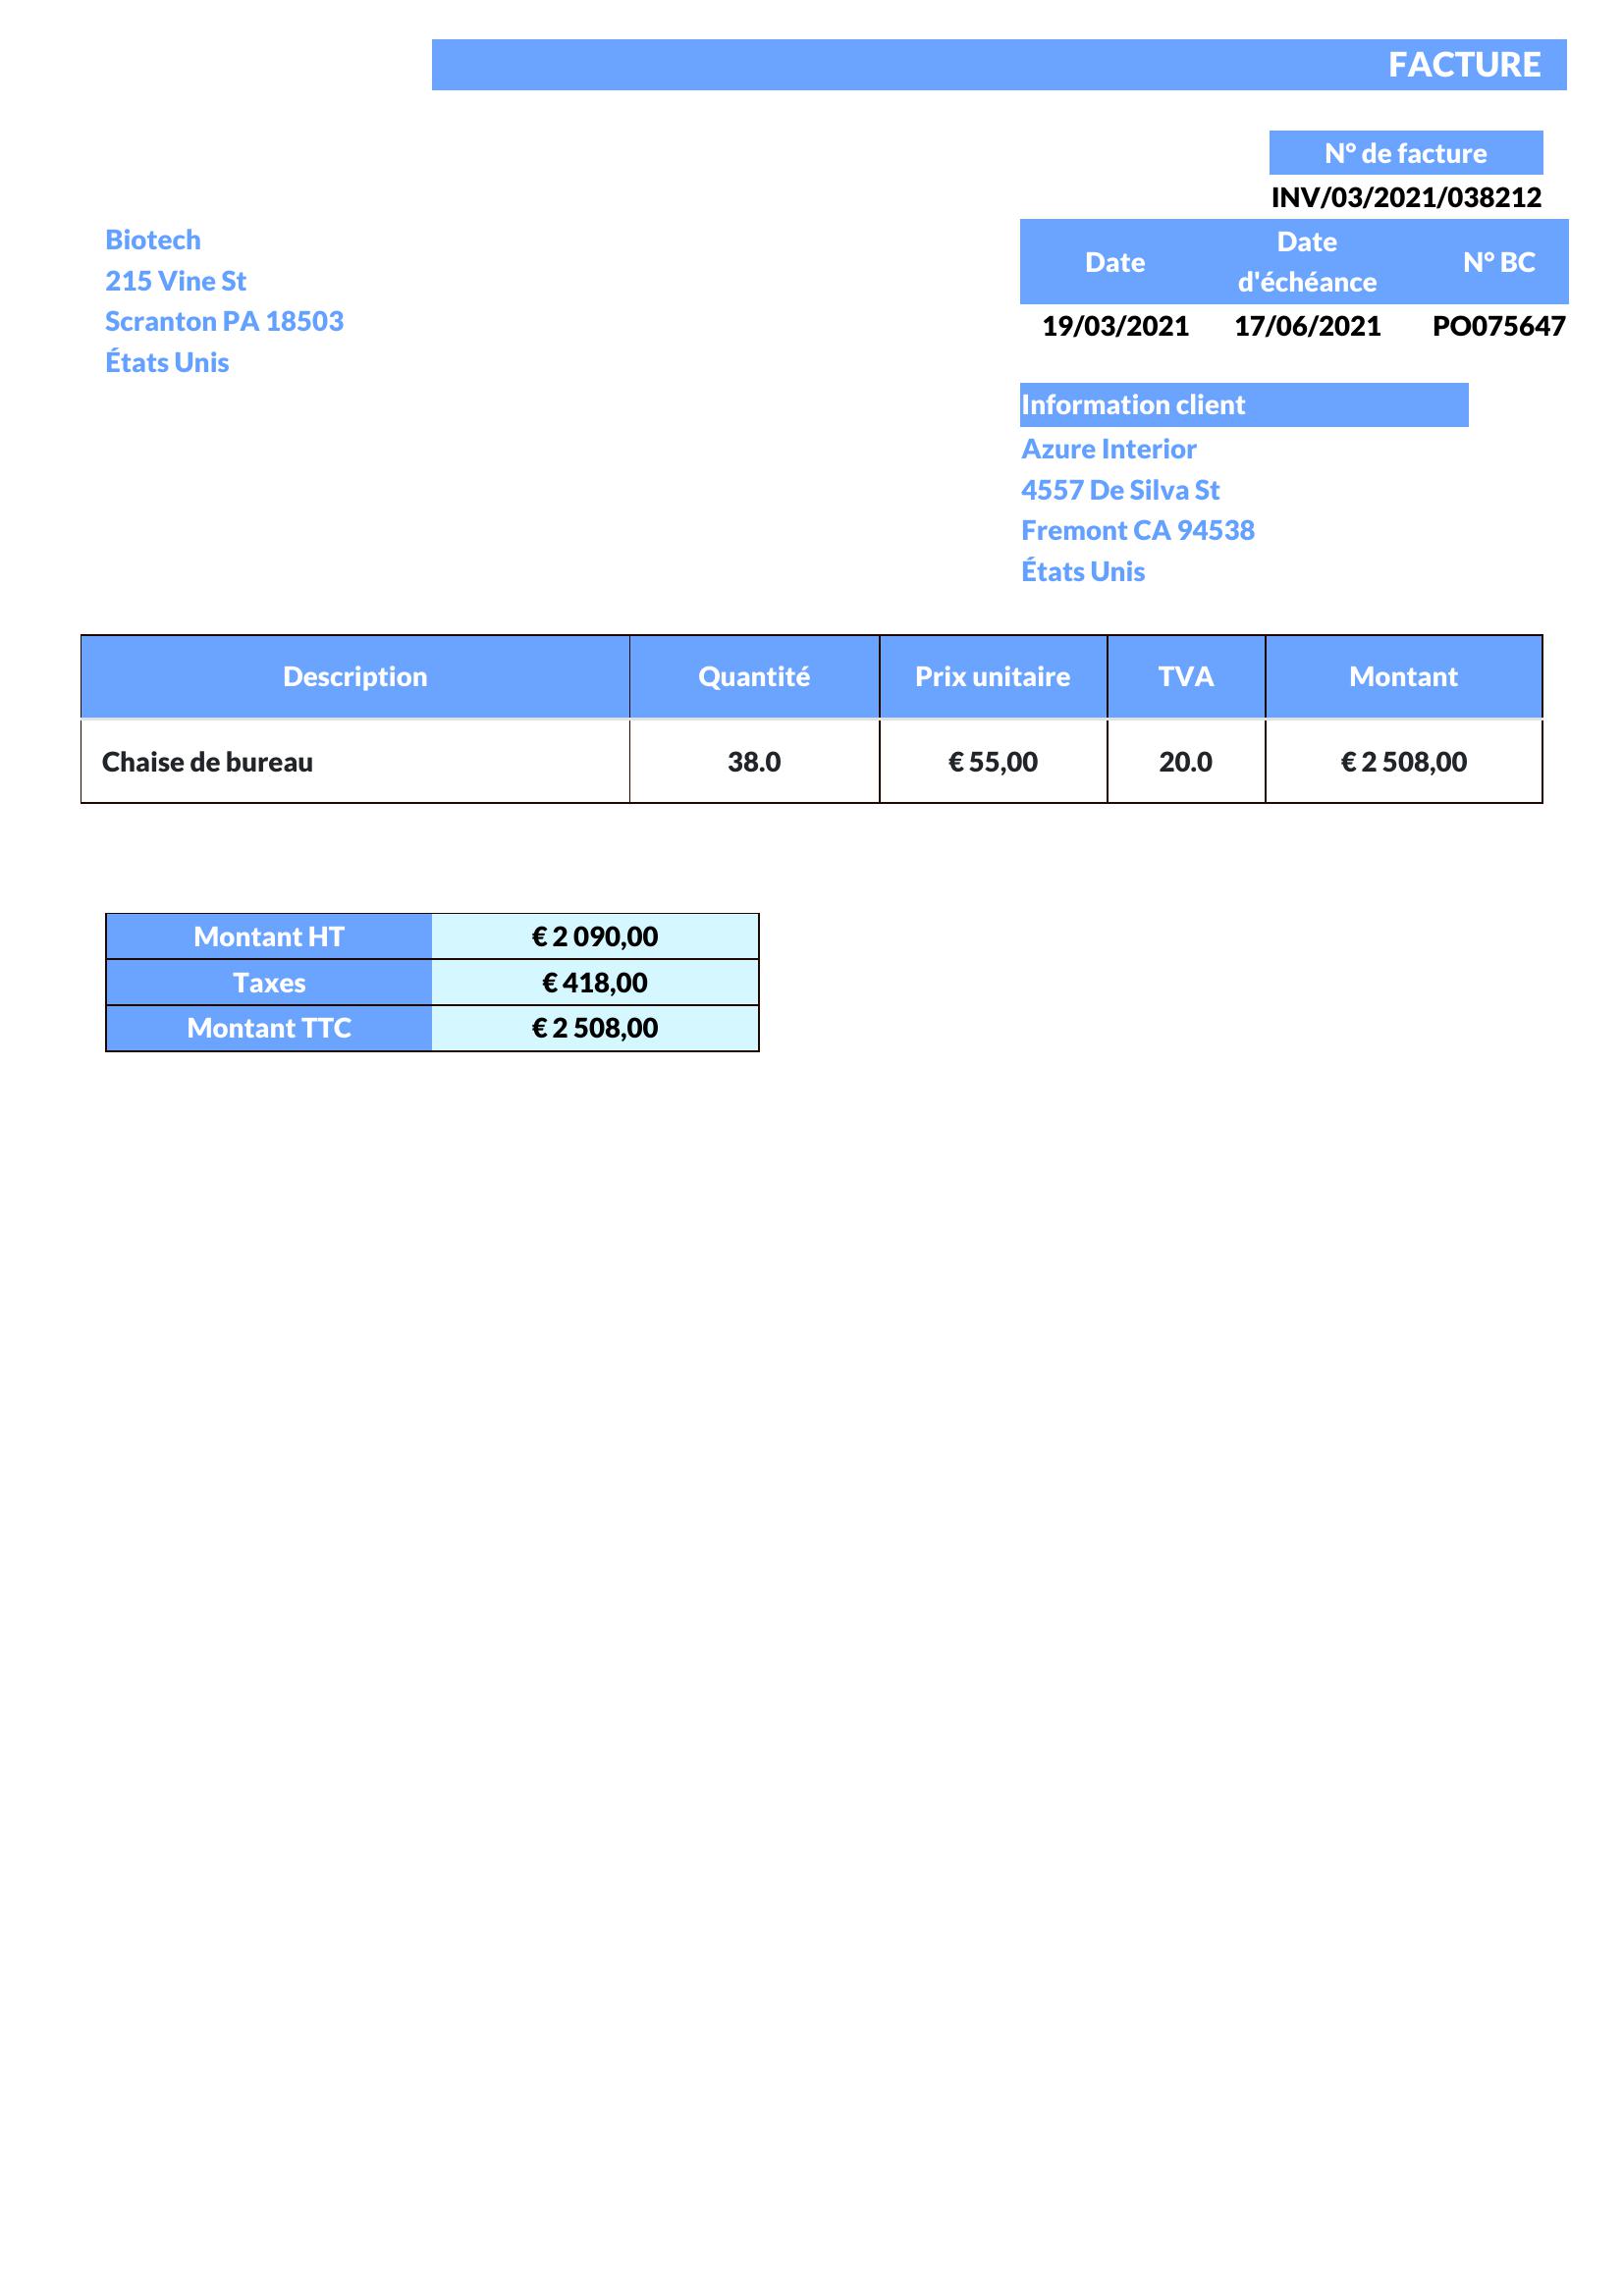 FACTURE
N° de facture
INV/03/2021/038212
Biotech
215 Vine St
Scranton PA 18503
États Unis
Date Date d'échéance N° BC
19/03/2021 17/06/2021 PO075647
Information client
Azure Interior
4557 De Silva St
Fremont CA 94538
États Unis
Description Quantité Prix unitaire TVA Montant
Chaise de bureau 38.0 € 55,00 20.0 € 2 508,00
Montant HT € 2 090,00
Taxes € 418,00
Montant TTC € 2 508,00